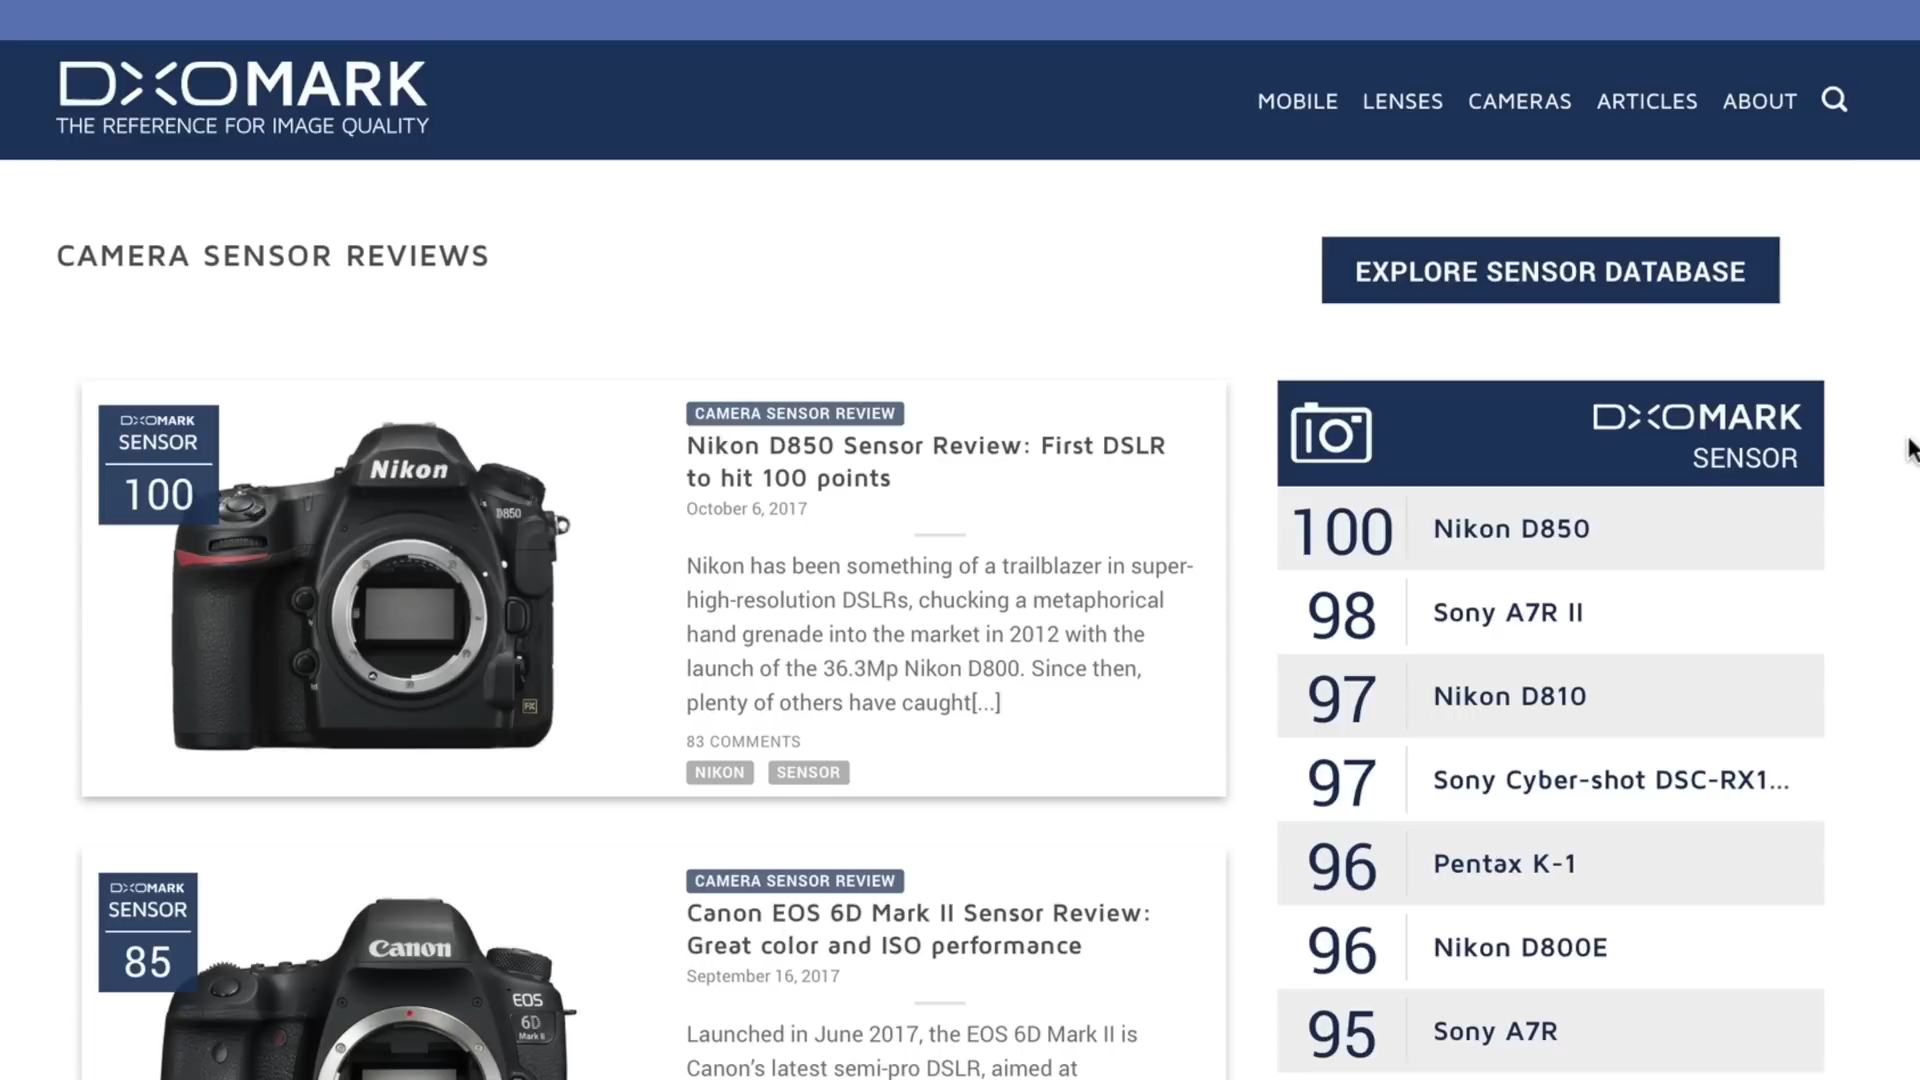 DXOMARK
THE REFERENCE FOR IMAGE QUALITY
MOBILE LENSES CAMERAS ARTICLES ABOUT
CAMERA SENSOR REVIEWS
EXPLORE SENSOR DATABASE
DXOMARK
SENSOR
100
Nikon
D850
FX
CAMERA SENSOR REVIEW
Nikon D850 Sensor Review: First DSLR
to hit 100 points
October 6, 2017
Nikon has been something of a trailblazer in super-
high-resolution DSLRs, chucking a metaphorical
hand grenade into the market in 2012 with the
launch of the 36.3Mp Nikon D800. Since then,
plenty of others have caught[...]
83 COMMENTS
NIKON SENSOR
DXOMARK
SENSOR
85
Canon
EOS
6D
Mark II
CAMERA SENSOR REVIEW
Canon EOS 6D Mark II Sensor Review:
Great color and ISO performance
September 16, 2017
Launched in June 2017, the EOS 6D Mark II is
Canon's latest semi-pro DSLR, aimed at
DXOMARK
SENSOR
100 Nikon D850
98 Sony A7R II
97 Nikon D810
97 Sony Cyber-shot DSC-RX1...
96 Pentax K-1
96 Nikon D800E
95 Sony A7R